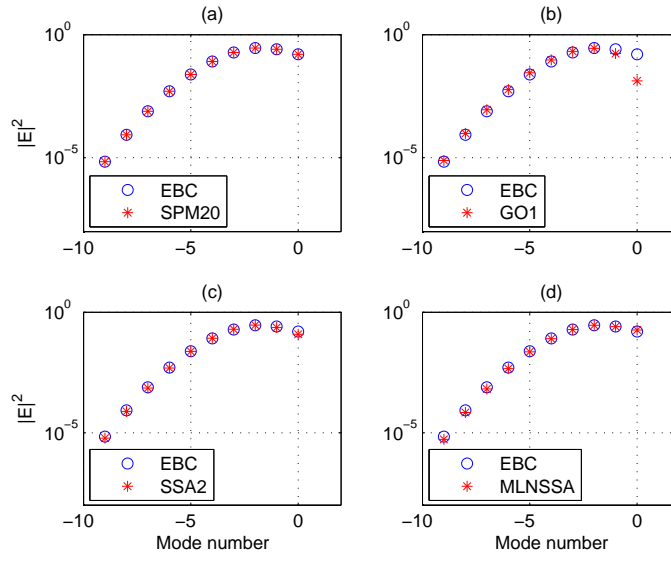 (a)
10^0
10^-5
|E|^2
EBC
SPM20
−10
−5
0
(b)
10^0
10^-5
EBC
GO1
−10
−5
0
(c)
10^0
10^-5
|E|^2
EBC
SSA2
−10
−5
0
Mode number
(d)
10^0
10^-5
EBC
MLNSSA
−10
−5
0
Mode number